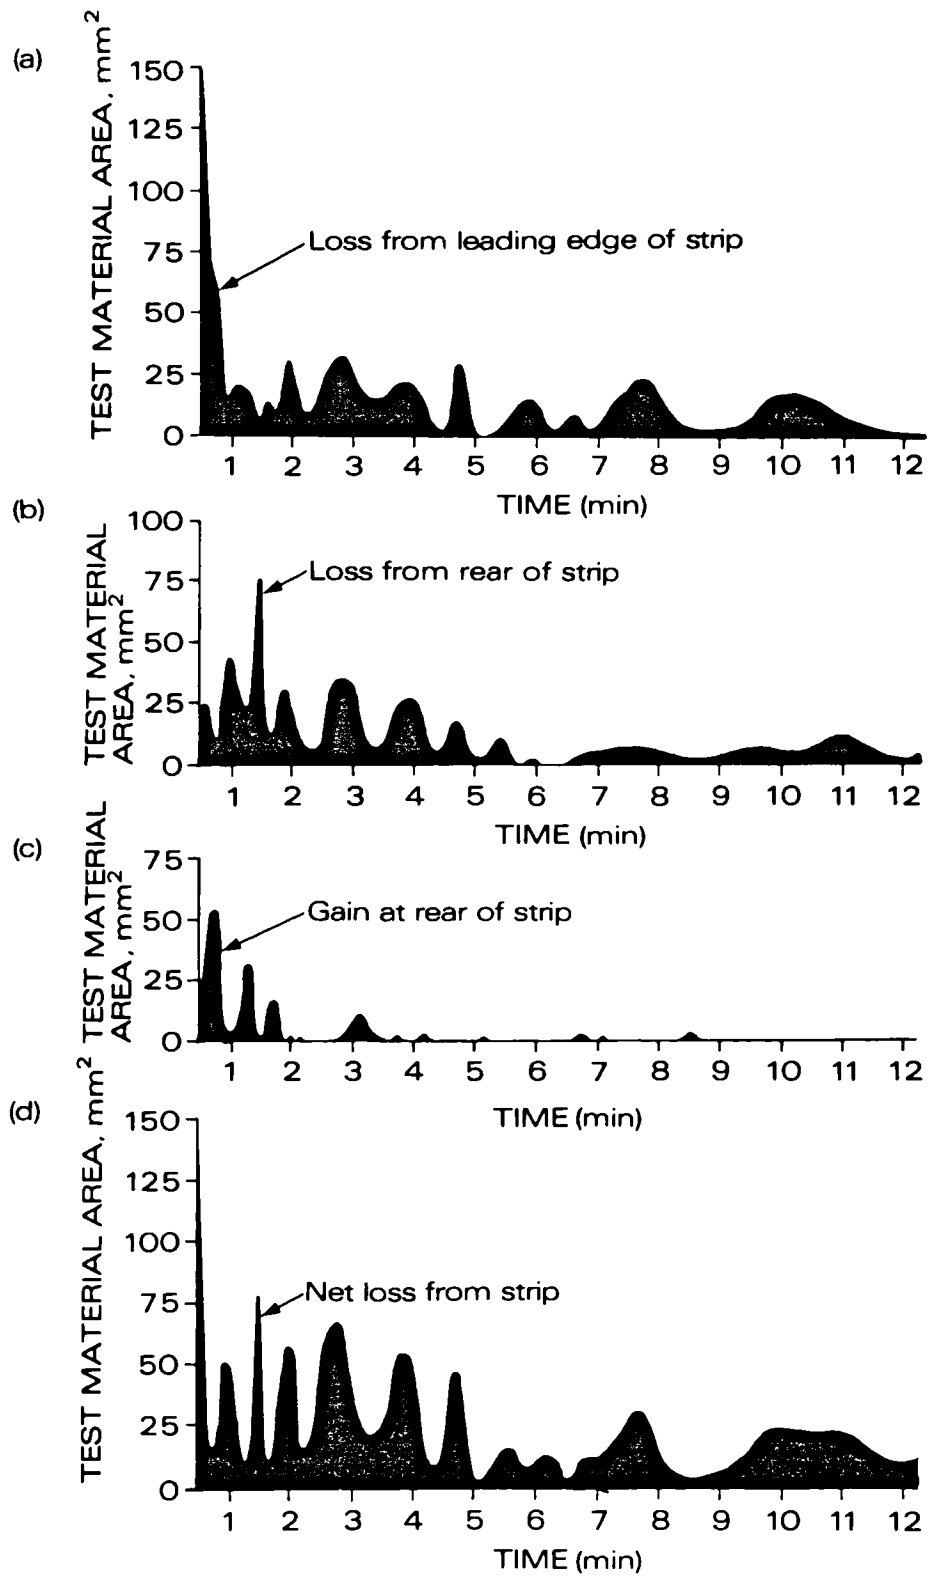 (a)
TEST MATERIAL AREA, mm²
150
125
100
75
50
25
0
Loss from leading edge of strip
1 2 3 4 5 6 7 8 9 10 11 12
TIME (min)
(b)
TEST MATERIAL
AREA, mm²
100
75
50
25
0
Loss from rear of strip
1 2 3 4 5 6 7 8 9 10 11 12
TIME (min)
(c)
TEST MATERIAL
AREA, mm²
75
50
25
0
Gain at rear of strip
1 2 3 4 5 6 7 8 9 10 11 12
TIME (min)
(d)
TEST MATERIAL AREA, mm²
150
125
100
75
50
25
0
Net loss from strip
1 2 3 4 5 6 7 8 9 10 11 12
TIME (min)